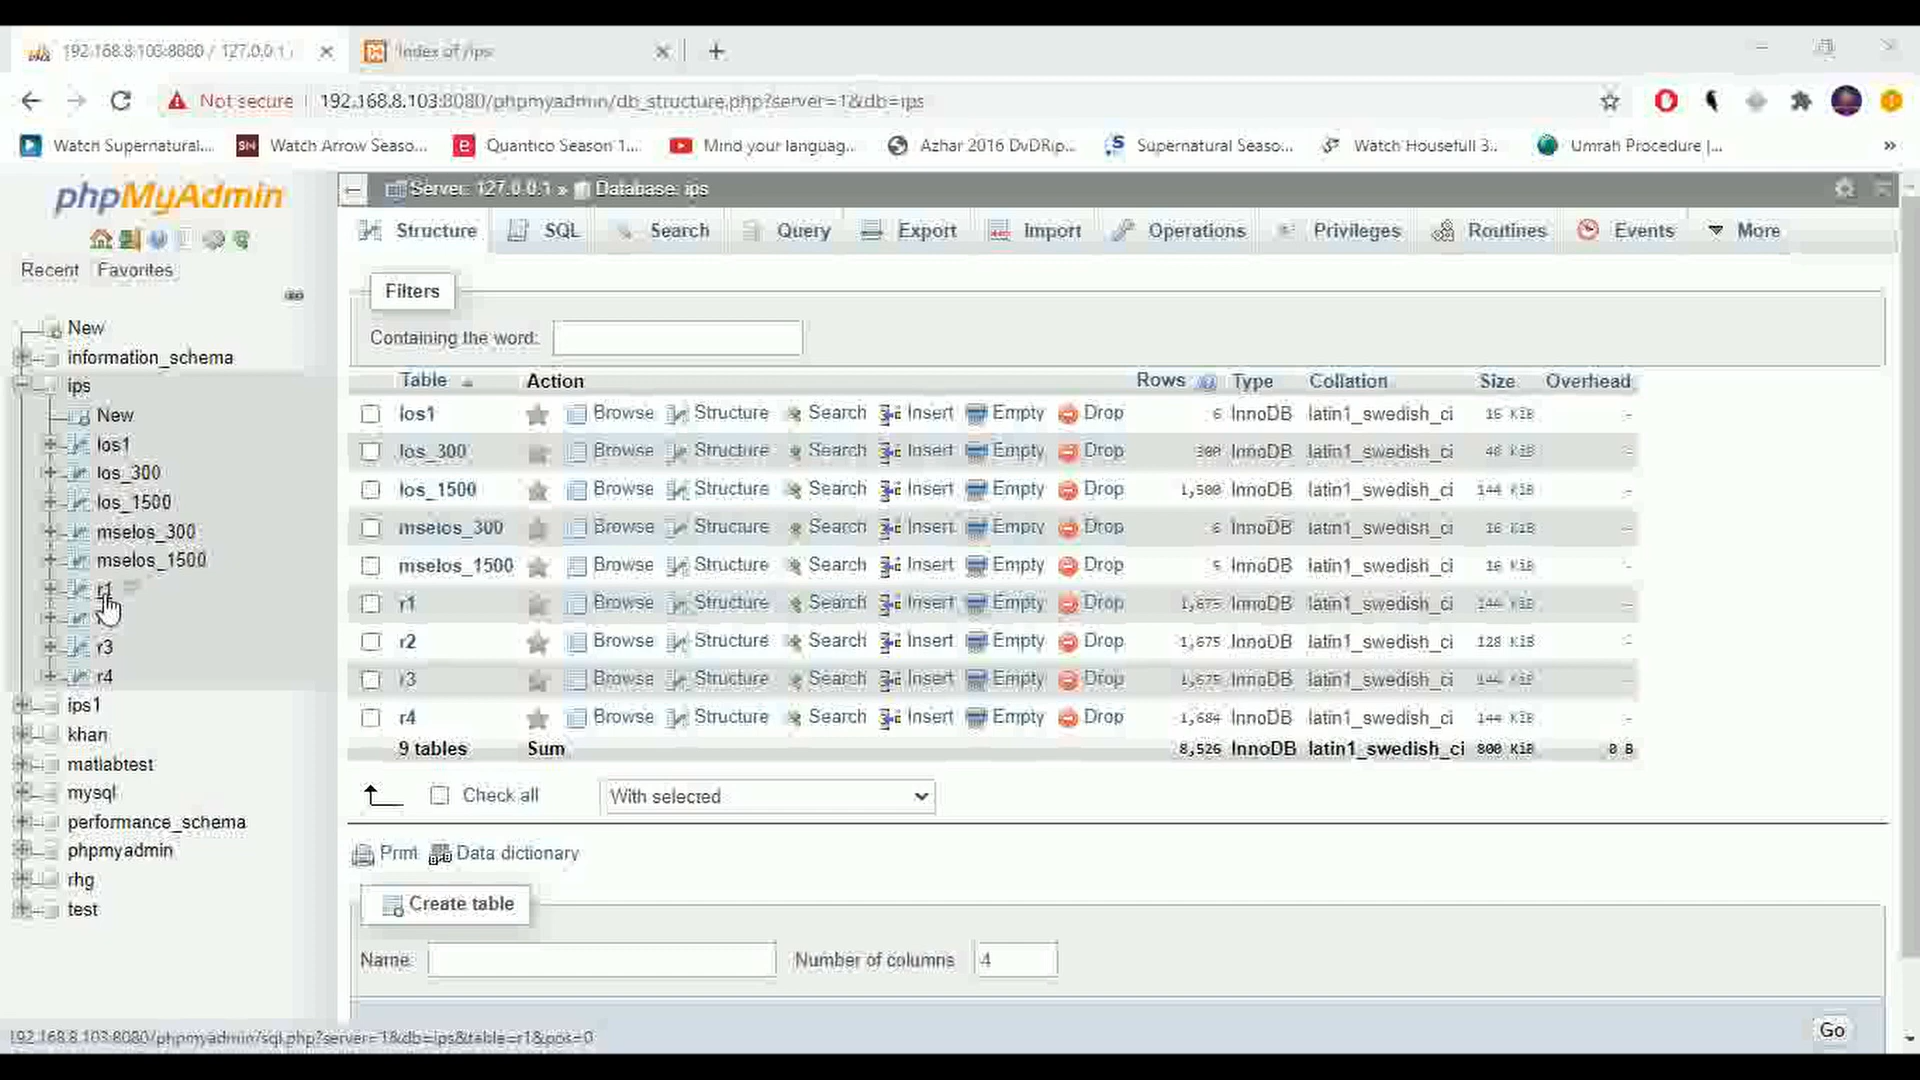 192.168.8.103:8080 / 127.0.0.1 /
Index of /ips
Not secure 192.168.8.103:8080/phpmyadmin/db_structure.php?server=1&db=ips
Watch Supernatural... Watch Arrow Seaso... Quantico Season 1... Mind your languag... Azhar 2016 DvDRip... Supernatural Seaso... Watch Housefull 3.. Umrah Procedure |...
phpMyAdmin
Recent Favorites
New
information_schema
ips
New
los1
los_300
los_1500
mselos_300
mselos_1500
r1
r3
r4
ips1
khan
matlabtest
mysql
performance_schema
phpmyadmin
rhg
test
Server: 127.0.0.1 » Database: ips
Structure SQL Search Query Export Import Operations Privileges Routines Events More
Filters
Containing the word:
Table Action Rows Type Collation Size Overhead
los1 Browse Structure Search Insert Empty Drop 6 InnoDB latin1_swedish_ci 16 KiB -
los_300 Browse Structure Search Insert Empty Drop 300 InnoDB latin1_swedish_ci 48 KiB -
los_1500 Browse Structure Search Insert Empty Drop 1,500 InnoDB latin1_swedish_ci 144 KiB -
mselos_300 Browse Structure Search Insert Empty Drop 6 InnoDB latin1_swedish_ci 16 KiB -
mselos_1500 Browse Structure Search Insert Empty Drop 5 InnoDB latin1_swedish_ci 16 KiB -
r1 Browse Structure Search Insert Empty Drop 1,675 InnoDB latin1_swedish_ci 144 KiB -
r2 Browse Structure Search Insert Empty Drop 1,675 InnoDB latin1_swedish_ci 128 KiB -
r3 Browse Structure Search Insert Empty Drop 1,675 InnoDB latin1_swedish_ci 144 KiB -
r4 Browse Structure Search Insert Empty Drop 1,684 InnoDB latin1_swedish_ci 144 KiB -
9 tables Sum 8,526 InnoDB latin1_swedish_ci 800 KiB 0 B
Check all With selected
Print Data dictionary
Create table
Name: Number of columns 4
Go
192.168.8.103:8080/phpmyadmin/sql.php?server=1&db=ips&table=r1&pos=0